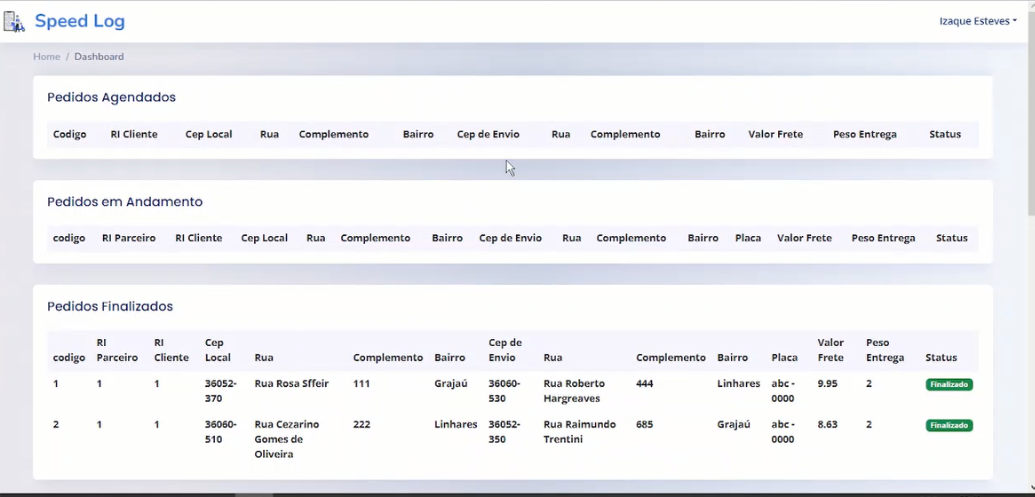 Speed Log
Izaque Esteves
Home / Dashboard
Pedidos Agendados
Codigo RI Cliente Cep Local Rua Complemento Bairro Cep de Envio Rua Complemento Bairro Valor Frete Peso Entrega Status
Pedidos em Andamento
codigo RI Parceiro RI Cliente Cep Local Rua Complemento Bairro Cep de Envio Rua Complemento Bairro Placa Valor Frete Peso Entrega Status
Pedidos Finalizados
RI RI Cep Cep de Valor Peso
codigo Parceiro Cliente Local Rua Complemento Bairro Envio Rua Complemento Bairro Placa Frete Entrega Status
1 1 1 36052- Rua Rosa Sffeir 111 Grajaú 36060- Rua Roberto 444 Linhares abc - 9.95 2 Finalizado
370 530 Hargreaves 0000
2 1 1 36060- Rua Cezarino 222 Linhares 36052- Rua Raimundo 685 Grajaú abc - 8.63 2 Finalizado
510 Gomes de 350 Trentini 0000
Oliveira